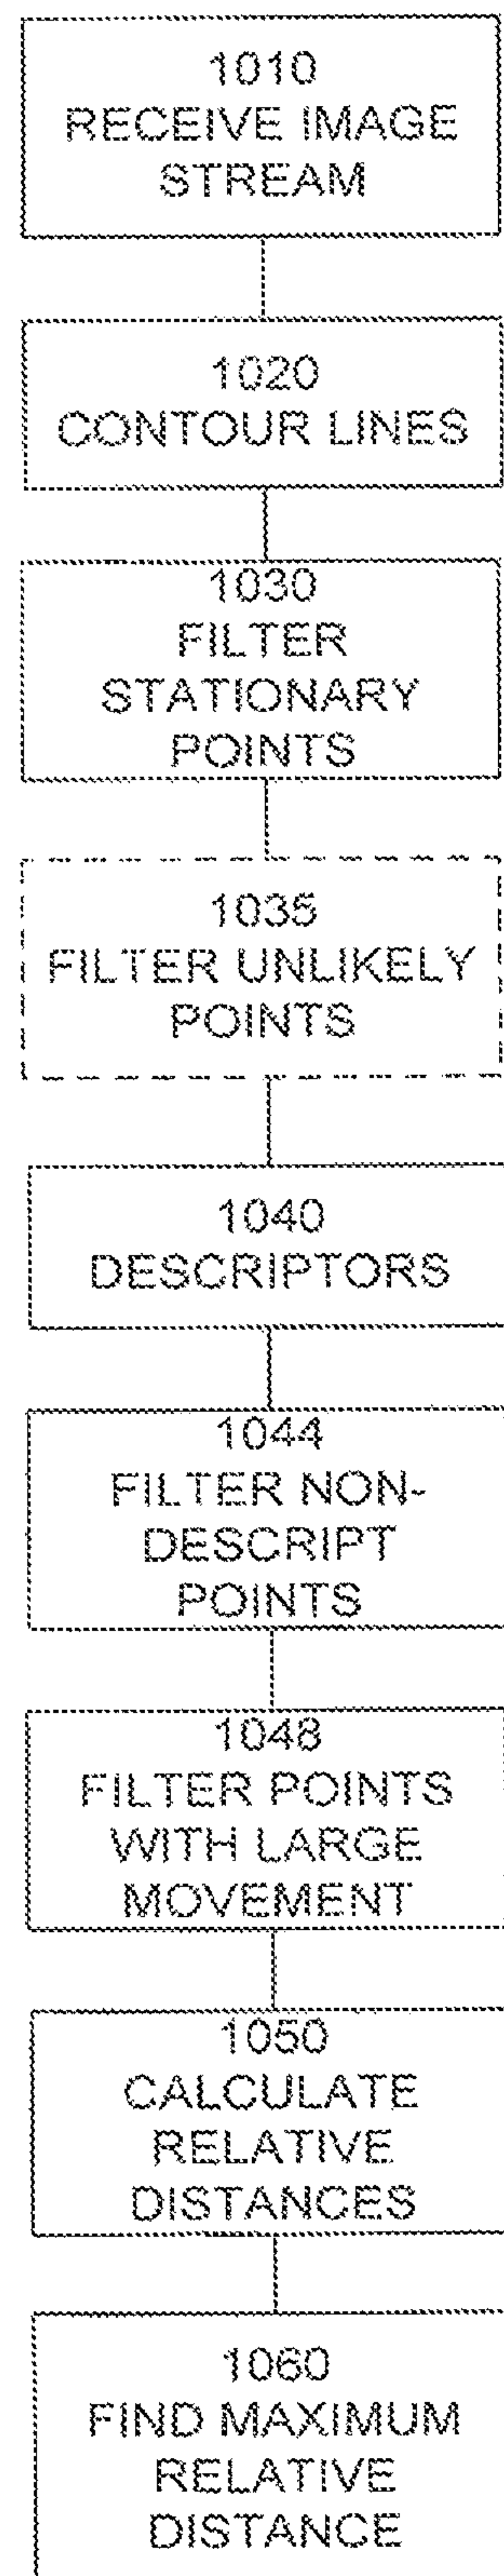 1010
RECEIVE IMAGE
STREAM
1020
CONTOUR LINES
1030
FILTER
STATIONARY
POINTS
1035
FILTER UNLIKELY
POINTS
1040
DESCRIPTORS
1044
FILTER NON-
DESCRIPT
POINTS
1048
FILTER POINTS
WITH LARGE
MOVEMENT
1050
CALCULATE
RELATIVE
DISTANCES
1060
FIND MAXIMUM
RELATIVE
DISTANCE